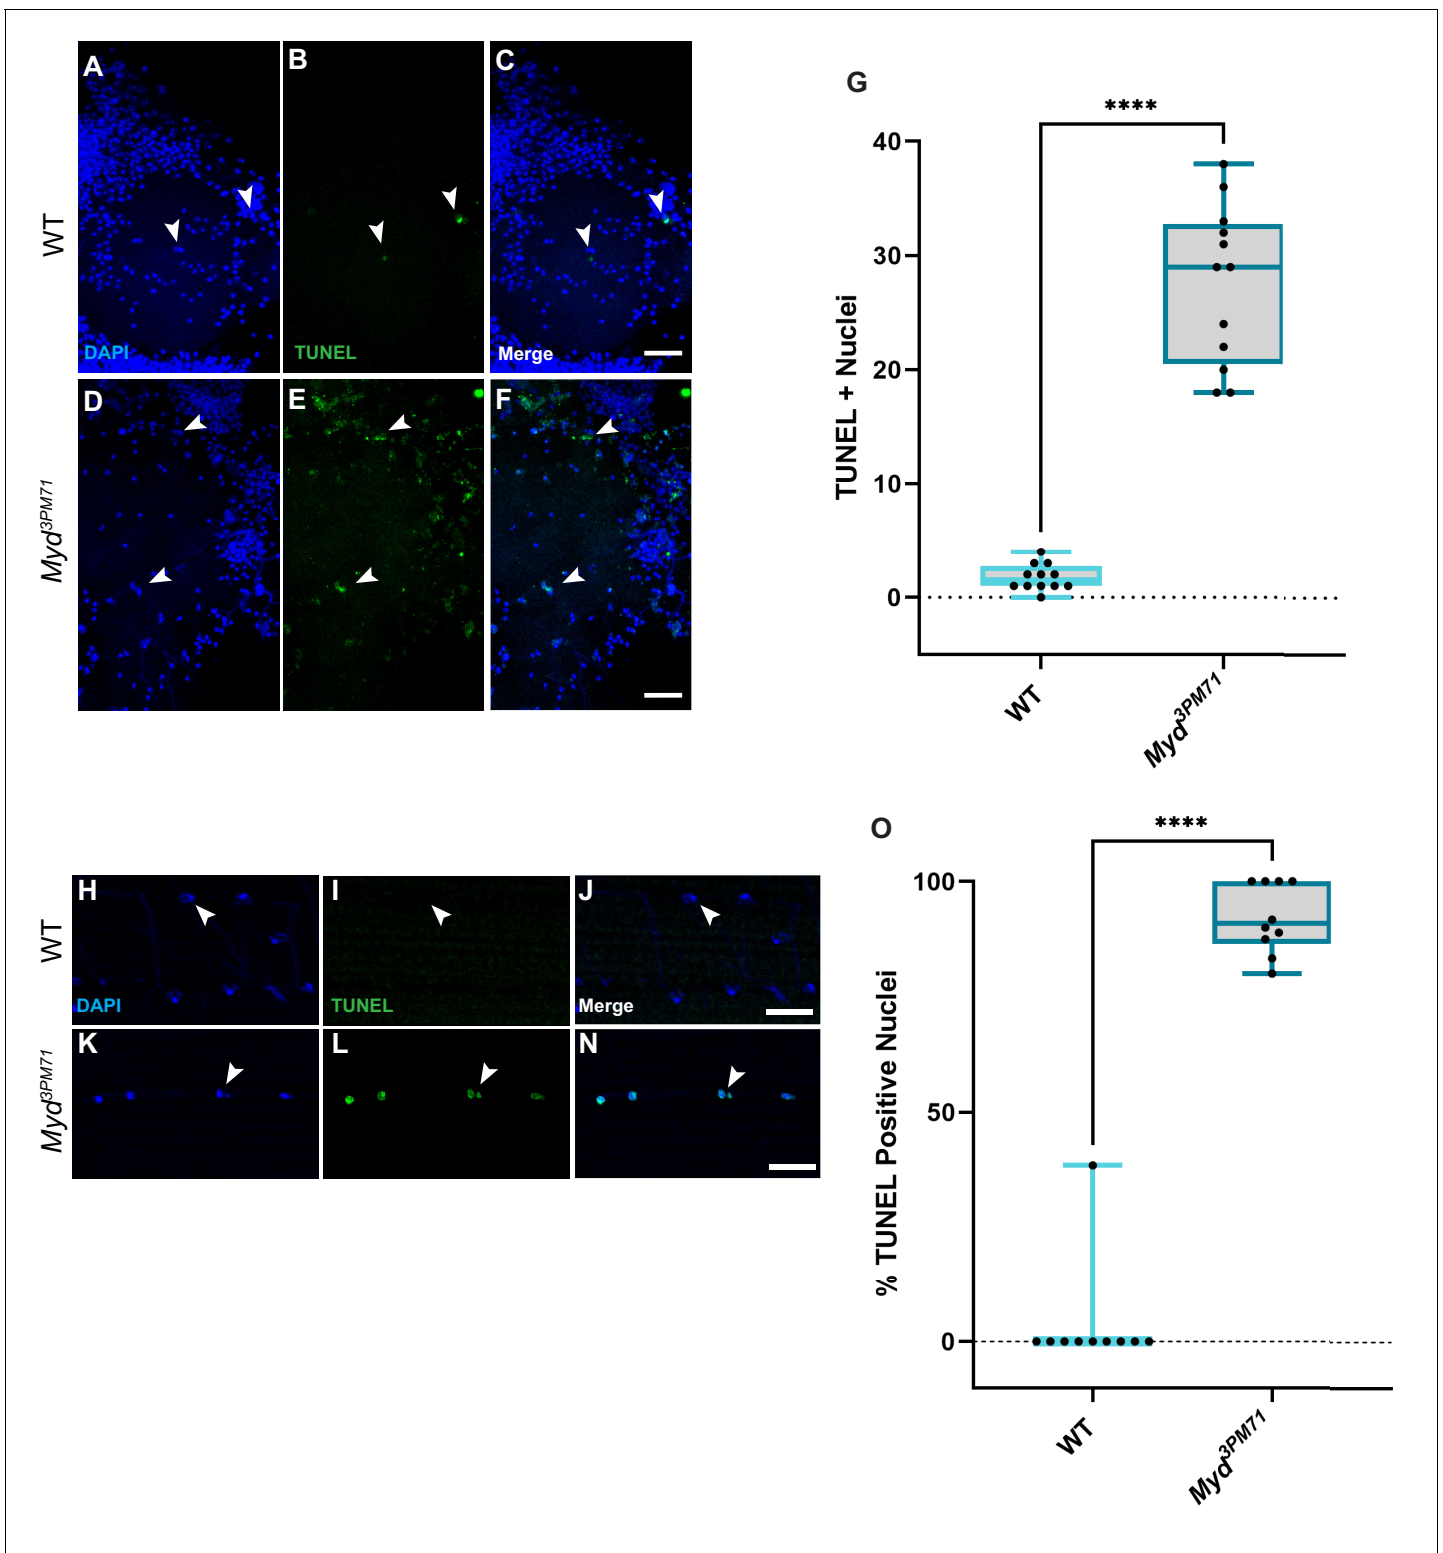 A
B
C
WT
DAPI
TUNEL
Merge
D
E
F
Myd3PM71
G
****
40
30
20
10
0
TUNEL + Nuclei
WT
Myd3PM71
H
I
J
WT
DAPI
TUNEL
Merge
K
L
N
Myd3PM71
O
****
100
50
0
% TUNEL Positive Nuclei
WT
Myd3PM71